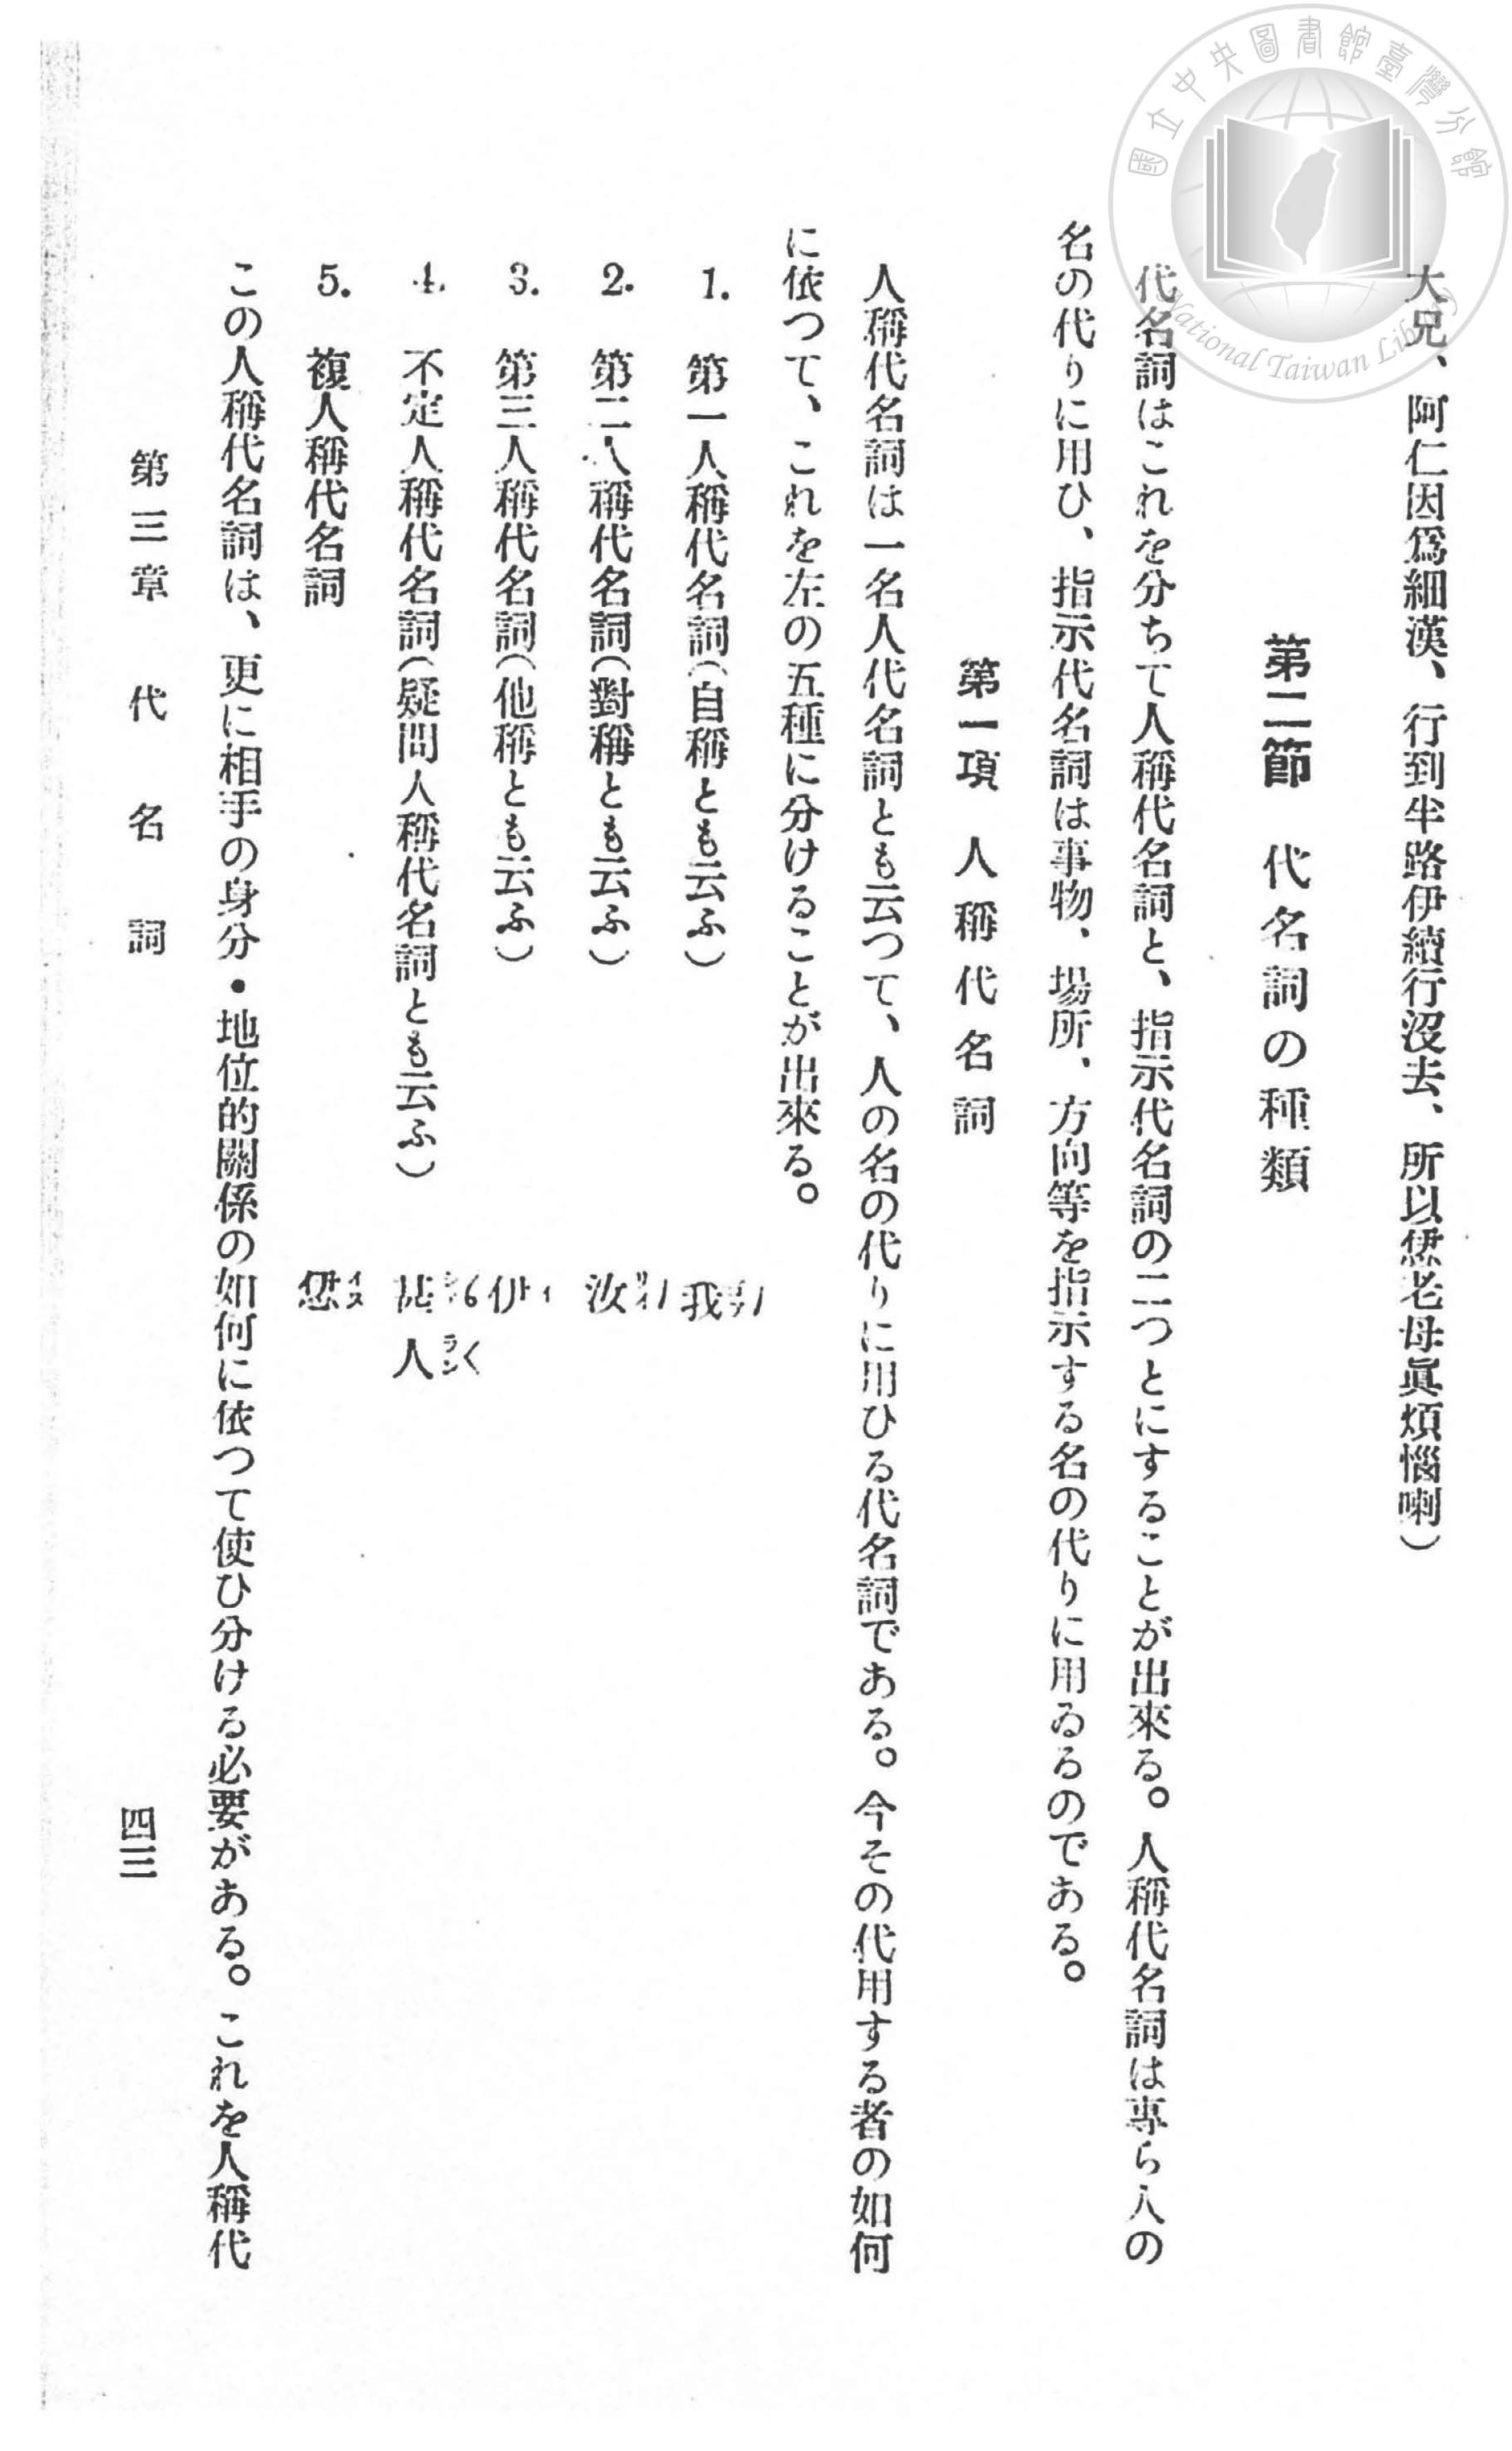 國立中央圖書館臺灣分館
National Taiwan Library
大兄、阿仁因爲細漢、行到半路伊續行沒去、所以恁老母眞煩惱喇）
第二節　代名詞の種類
代名詞はこれを分ちて人稱代名詞と、指示代名詞の二つとにすることが出來る。人稱代名詞は專ら人の
名の代りに用ひ、指示代名詞は事物、場所、方向等を指示する名の代りに用ゐるのである。
第一項　人稱代名詞
人稱代名詞は一名人代名詞とも云つて、人の名の代りに用ひる代名詞である。今その代用する者の如何
に依つて、これを左の五種に分けることが出來る。
1.　第一人稱代名詞（自稱とも云ふ）　我
2.　第二人稱代名詞（對稱とも云ふ）　汝
3.　第三人稱代名詞（他稱とも云ふ）　伊
4.　不定人稱代名詞（疑問人稱代名詞とも云ふ）　甚人
5.　複人稱代名詞
この人稱代名詞は、更に相手の身分・地位的關係の如何に依つて使ひ分ける必要がある。これを人稱代
第三章　代名詞　四三